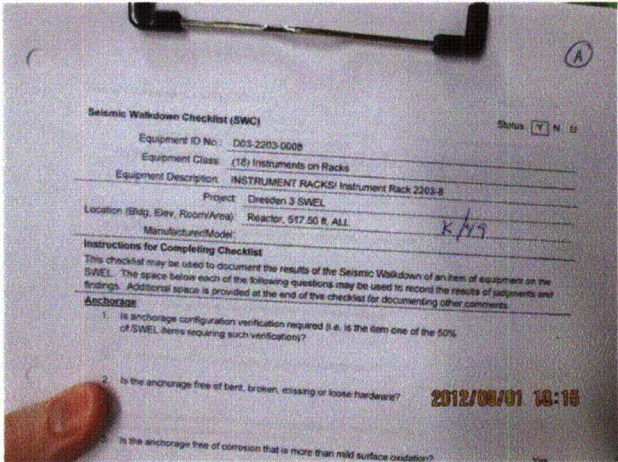 A
Seismic Walkdown Checklist (SWC)
Status: Y N U
Equipment ID No.: D03-2203-0008
Equipment Class: (18) Instruments on Racks
Equipment Description: INSTRUMENT RACKS/ Instrument Rack 2203-8
Project: Dresden 3 SWEL
Location (Bldg, Elev, Room/Area): Reactor, 517.50 ft, ALL
K/49
Manufacturer/Model:
Instructions for Completing Checklist
This checklist may be used to document the results of the Seismic Walkdown of an item of equipment on the
SWEL. The space below each of the following questions may be used to record the results of judgments and
findings. Additional space is provided at the end of this checklist for documenting other comments.
Anchorage
1. Is anchorage configuration verification required (i.e. is the item one of the 50%
of SWEL items requiring such verification)?
2. Is the anchorage free of bent, broken, missing or loose hardware?
2012/09/01 10:15
Is the anchorage free of corrosion that is more than mild surface oxidation?